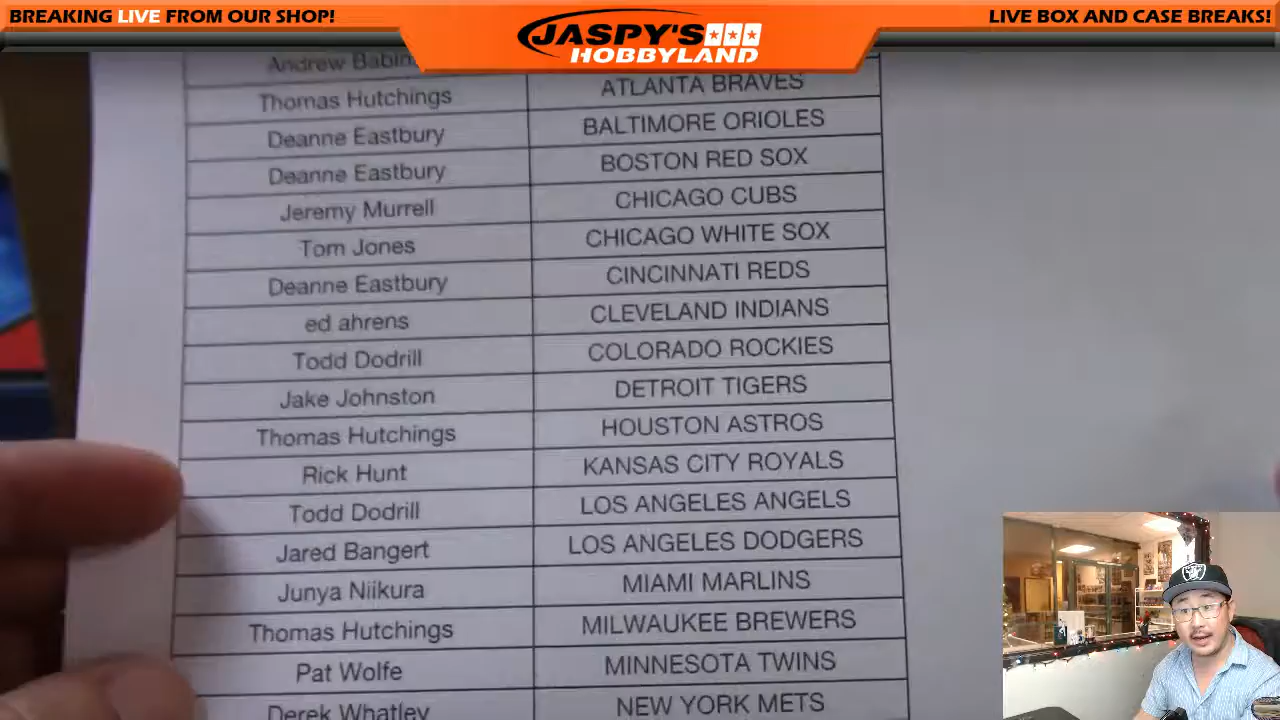 BREAKING LIVE FROM OUR SHOP!
JASPY'S
HOBBYLAND
LIVE BOX AND CASE BREAKS!
Andrew
Thomas Hutchings ATLANTA BRAVES
Deanne Eastbury BALTIMORE ORIOLES
Deanne Eastbury BOSTON RED SOX
Jeremy Murrell CHICAGO CUBS
Tom Jones CHICAGO WHITE SOX
Deanne Eastbury CINCINNATI REDS
ed ahrens CLEVELAND INDIANS
Todd Dodrill COLORADO ROCKIES
Jake Johnston DETROIT TIGERS
Thomas Hutchings HOUSTON ASTROS
Rick Hunt KANSAS CITY ROYALS
Todd Dodrill LOS ANGELES ANGELS
Jared Bangert LOS ANGELES DODGERS
Junya Niikura MIAMI MARLINS
Thomas Hutchings MILWAUKEE BREWERS
Pat Wolfe MINNESOTA TWINS
Derek Whatley NEW YORK METS